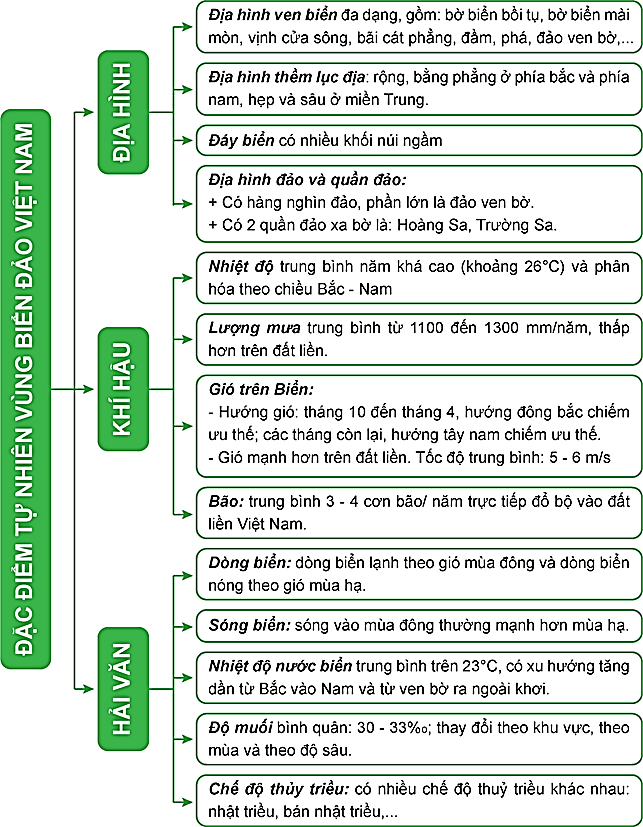 ĐẶC ĐIỂM TỰ NHIÊN VÙNG BIỂN ĐẢO VIỆT NAM
ĐỊA HÌNH
Địa hình ven biển đa dạng, gồm: bờ biển bồi tụ, bờ biển mài
mòn, vịnh cửa sông, bãi cát phẳng, đầm, phá, đảo ven bờ,...
Địa hình thềm lục địa: rộng, bằng phẳng ở phía bắc và phía
nam, hẹp và sâu ở miền Trung.
Đáy biển có nhiều khối núi ngầm
Địa hình đảo và quần đảo:
+ Có hàng nghìn đảo, phần lớn là đảo ven bờ.
+ Có 2 quần đảo xa bờ là: Hoàng Sa, Trường Sa.
KHÍ HẬU
Nhiệt độ trung bình năm khá cao (khoảng 26°C) và phân
hóa theo chiều Bắc - Nam
Lượng mưa trung bình từ 1100 đến 1300 mm/năm, thấp
hơn trên đất liền.
Gió trên Biển:
- Hướng gió: tháng 10 đến tháng 4, hướng đông bắc chiếm
ưu thế; các tháng còn lại, hướng tây nam chiếm ưu thế.
- Gió mạnh hơn trên đất liền. Tốc độ trung bình: 5 - 6 m/s
Bão: trung bình 3 - 4 cơn bão/ năm trực tiếp đổ bộ vào đất
liền Việt Nam.
HẢI VĂN
Dòng biển: dòng biển lạnh theo gió mùa đông và dòng biển
nóng theo gió mùa hạ.
Sóng biển: sóng vào mùa đông thường mạnh hơn mùa hạ.
Nhiệt độ nước biển trung bình trên 23°C, có xu hướng tăng
dần từ Bắc vào Nam và từ ven bờ ra ngoài khơi.
Độ muối bình quân: 30 - 33‰; thay đổi theo khu vực, theo
mùa và theo độ sâu.
Chế độ thủy triều: có nhiều chế độ thuỷ triều khác nhau:
nhật triều, bán nhật triều,...